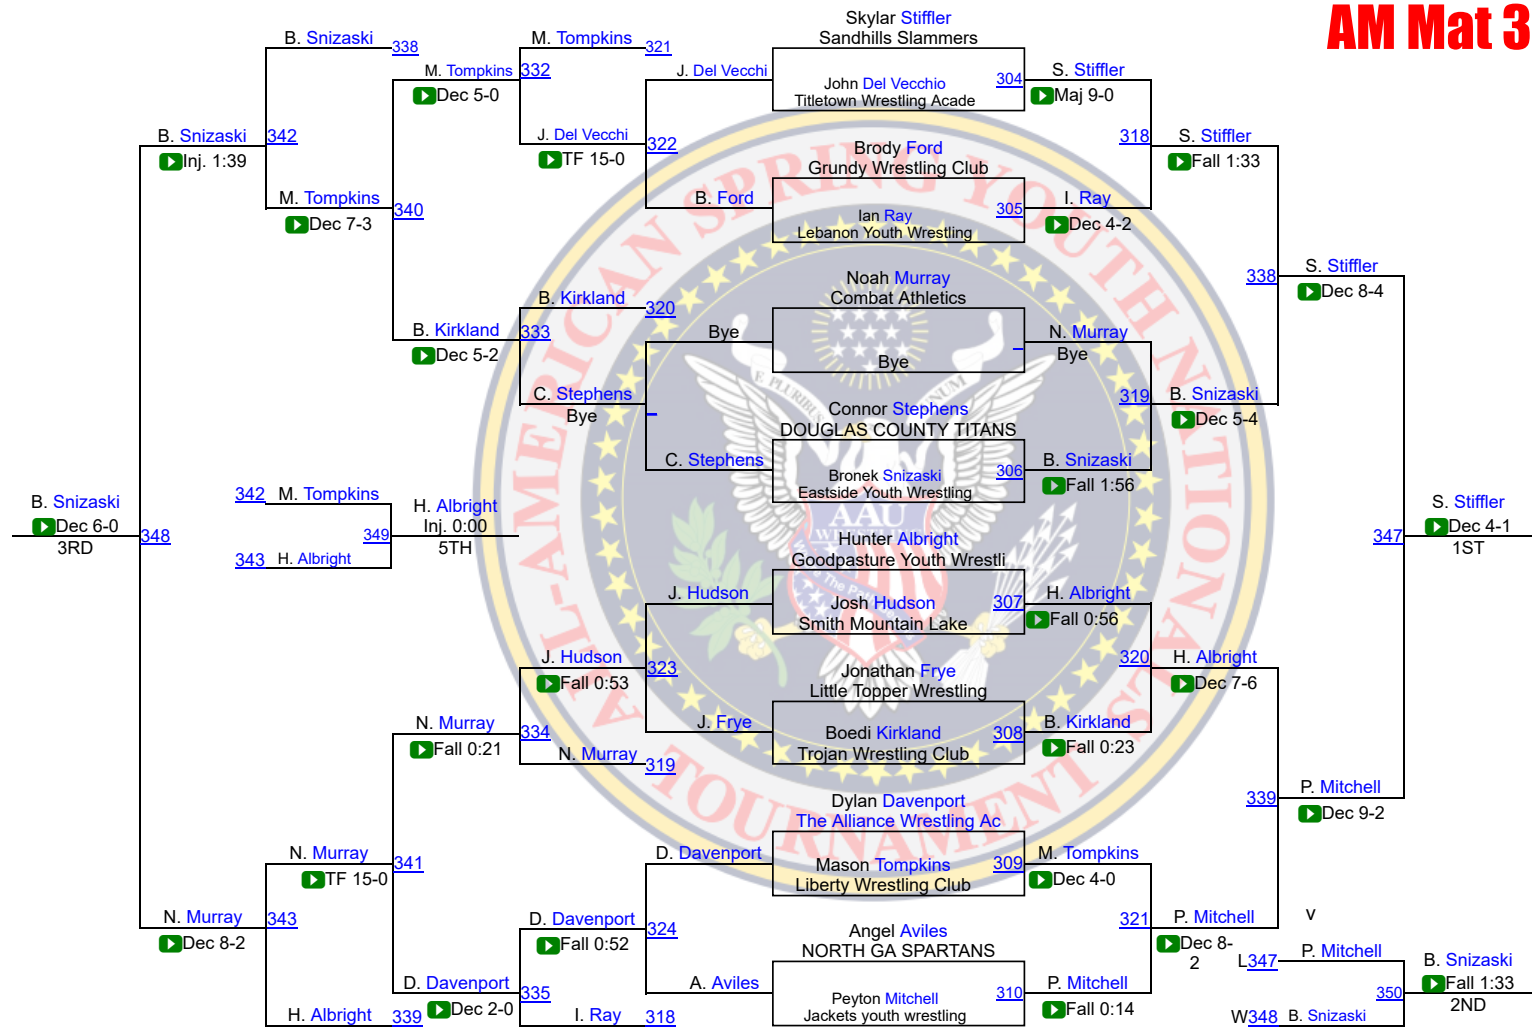 AM Mat 3
Skylar Stiffler
Sandhills Slammers
John Del Vecchio
Titletown Wrestling Acade
304
Brody Ford
Grundy Wrestling Club
Ian Ray
Lebanon Youth Wrestling
305
Noah Murray
Combat Athletics
Bye
Connor Stephens
DOUGLAS COUNTY TITANS
Bronek Snizaski
Eastside Youth Wrestling
306
Hunter Albright
Goodpasture Youth Wrestli
Josh Hudson
Smith Mountain Lake
307
Jonathan Frye
Little Topper Wrestling
Boedi Kirkland
Trojan Wrestling Club
308
Dylan Davenport
The Alliance Wrestling Ac
Mason Tompkins
Liberty Wrestling Club
309
Angel Aviles
NORTH GA SPARTANS
Peyton Mitchell
Jackets youth wrestling
310
S. Stiffler
Maj 9-0
318
I. Ray
Dec 4-2
N. Murray
Bye
319
B. Snizaski
Fall 1:56
H. Albright
Fall 0:56
320
B. Kirkland
Fall 0:23
M. Tompkins
Dec 4-0
321
P. Mitchell
Fall 0:14
S. Stiffler
Fall 1:33
338
B. Snizaski
Dec 5-4
H. Albright
Dec 7-6
339
P. Mitchell
Dec 8-
2
S. Stiffler
Dec 8-4
347
P. Mitchell
Dec 9-2
S. Stiffler
Dec 4-1
1ST
v
L347
P. Mitchell
350
W348
B. Snizaski
B. Snizaski
Fall 1:33
2ND
J. Del Vecchi
322
B. Ford
Bye
C. Stephens
J. Hudson
323
J. Frye
D. Davenport
324
A. Aviles
M. Tompkins
321
332
J. Del Vecchi
TF 15-0
B. Kirkland
320
333
C. Stephens
Bye
J. Hudson
Fall 0:53
334
N. Murray
319
D. Davenport
Fall 0:52
335
I. Ray
318
M. Tompkins
Dec 5-0
340
B. Kirkland
Dec 5-2
N. Murray
Fall 0:21
341
D. Davenport
Dec 2-0
B. Snizaski
338
342
M. Tompkins
Dec 7-3
N. Murray
TF 15-0
343
H. Albright
339
B. Snizaski
Inj. 1:39
348
N. Murray
Dec 8-2
B. Snizaski
Dec 6-0
3RD
342
M. Tompkins
349
343
H. Albright
H. Albright
Inj. 0:00
5TH
ALL-AMERICAN SPRING YOUTH NATIONALS
TOURNAMENT
E PLURIBUS UNUM
AAU
WRESTLING